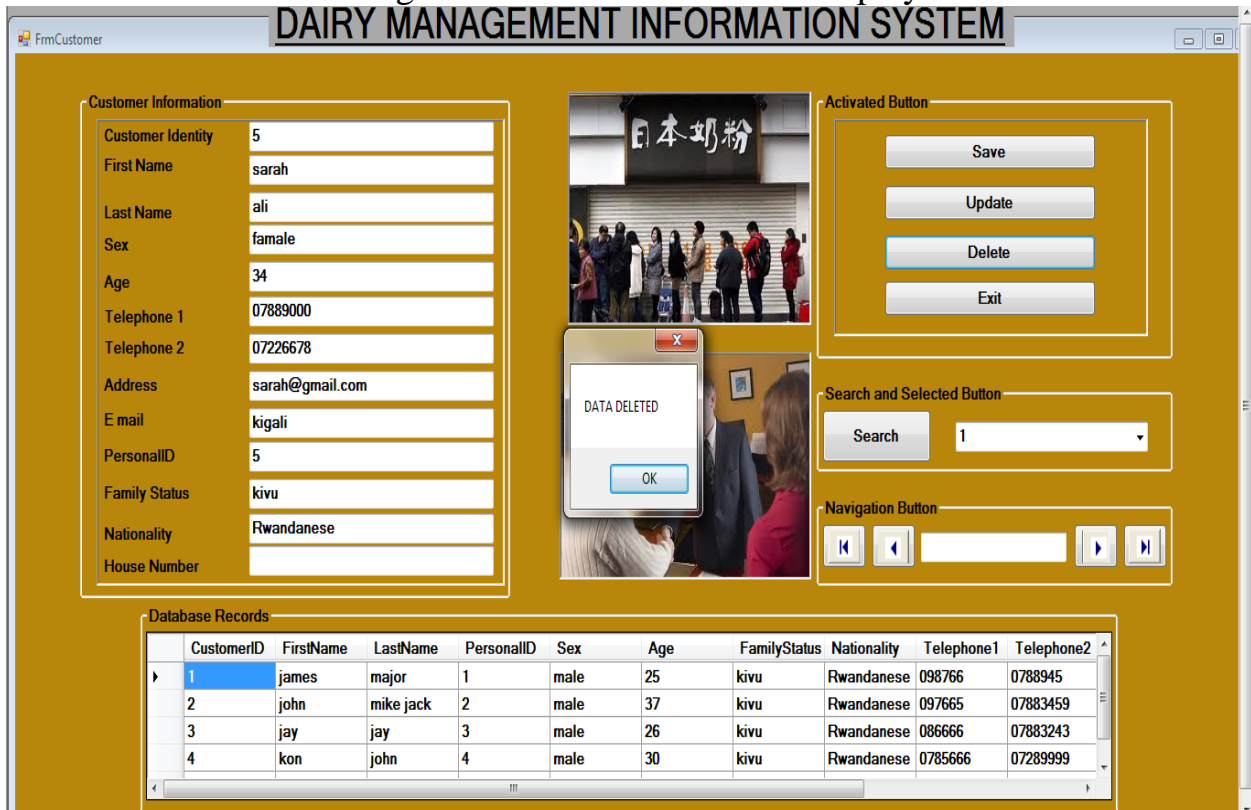 DAIRY MANAGEMENT INFORMATION SYSTEM
FrmCustomer
Customer Information
Customer Identity 5
First Name sarah
Last Name ali
Sex famale
Age 34
Telephone 1 07889000
Telephone 2 07226678
Address sarah@gmail.com
E mail kigali
PersonallD 5
Family Status kivu
Nationality Rwandanese
House Number
日本奶粉
DATA DELETED
OK
Activated Button
Save
Update
Delete
Exit
Search and Selected Button
Search 1
Navigation Button
Database Records
CustomerID FirstName LastName PersonalID Sex Age FamilyStatus Nationality Telephone1 Telephone2
1 james major 1 male 25 kivu Rwandanese 098766 0788945
2 john mike jack 2 male 37 kivu Rwandanese 097665 07883459
3 jay jay 3 male 26 kivu Rwandanese 086666 07883243
4 kon john 4 male 30 kivu Rwandanese 0785666 07289999